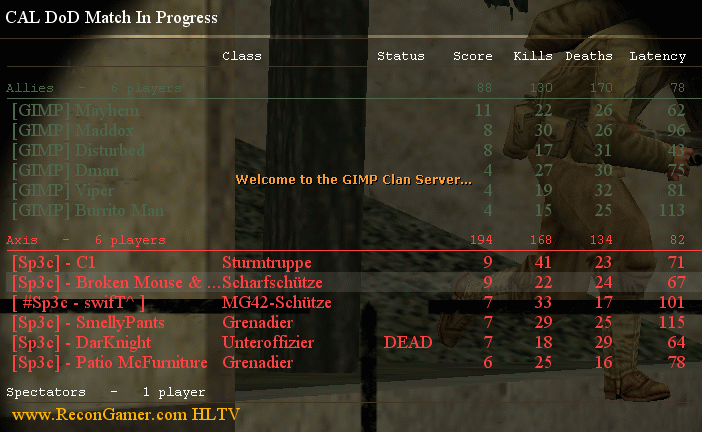 CAL DoD Match In Progress
Class Status Score Kills Deaths Latency
Allies - 6 players 88 130 170 78
[GIMP] Mayhem 11 22 26 62
[GIMP] Maddox 8 30 26 96
[GIMP] Disturbed 8 17 31 43
[GIMP] Dman 4 27 30 75
Welcome to the GIMP Clan Server...
[GIMP] Viper 4 19 32 81
[GIMP] Burrito Man 4 15 25 113
Axis - 6 players 194 168 134 82
[Sp3c] - C1 Sturmtruppe 9 41 23 71
[Sp3c] - Broken Mouse & ... Scharfschütze 9 22 24 67
[ #Sp3c - swifT^ ] MG42-Schütze 7 33 17 101
[Sp3c] - SmellyPants Grenadier 7 29 25 115
[Sp3c] - DarKnight Unteroffizier DEAD 7 18 29 64
[Sp3c] - Patio McFurniture Grenadier 6 25 16 78
Spectators - 1 player
www.ReconGamer.com HLTV